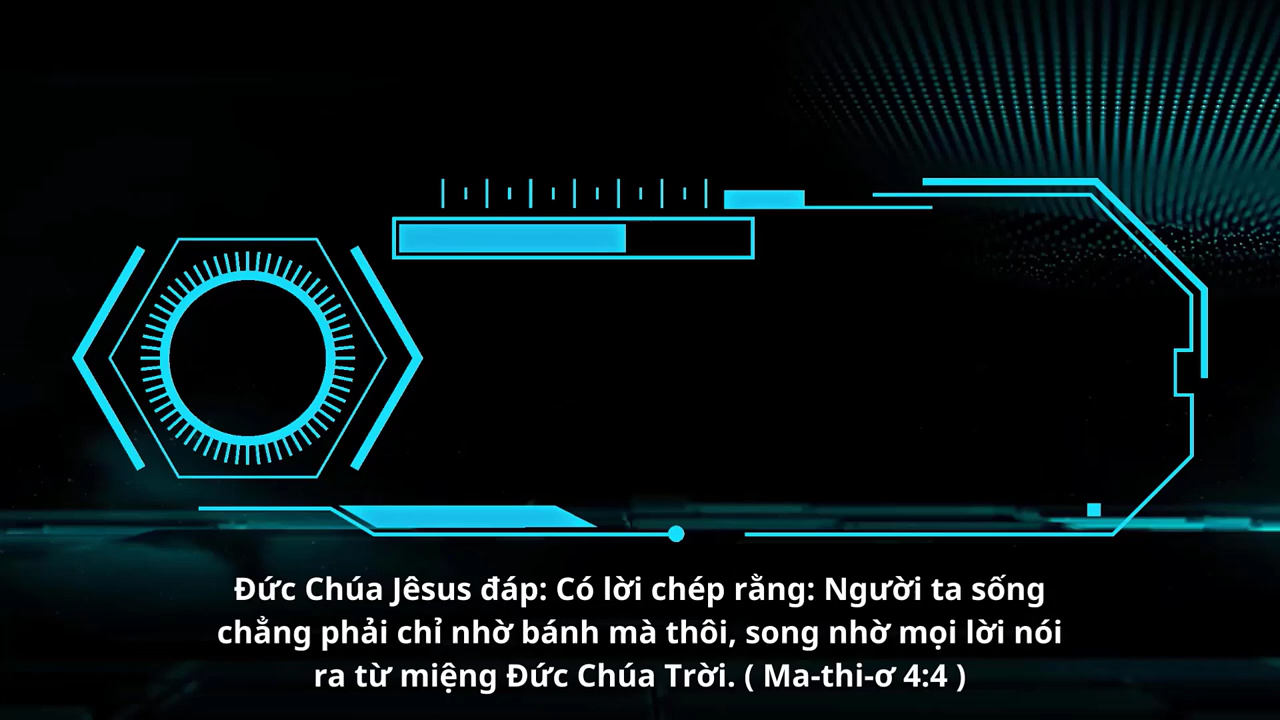 Đức Chúa Jêsus đáp: Có lời chép rằng: Người ta sống
chẳng phải chỉ nhờ bánh mà thôi, song nhờ mọi lời nói
ra từ miệng Đức Chúa Trời. ( Ma-thi-ơ 4:4 )